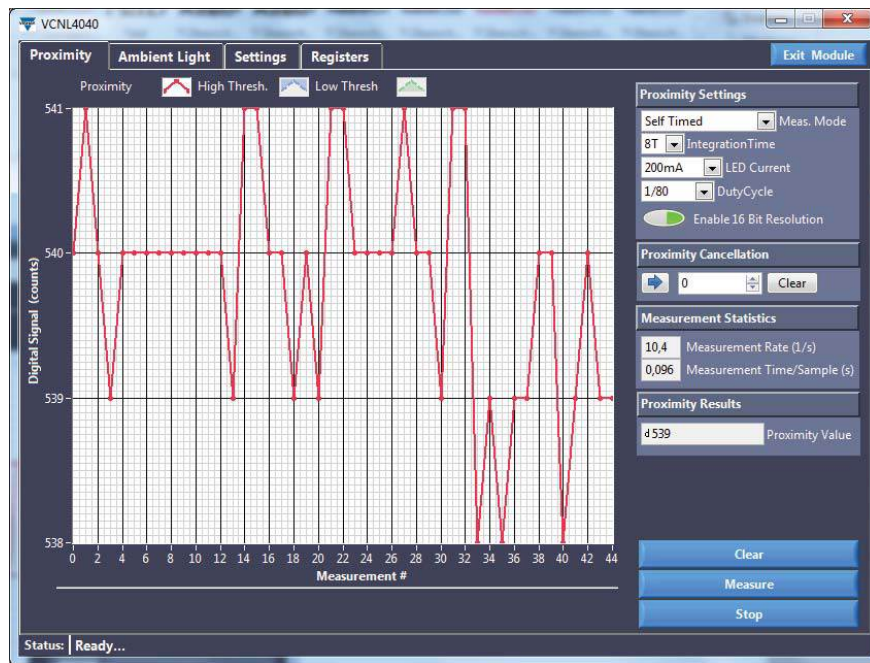 VCNL4040
Proximity
Ambient Light
Settings
Registers
Exit Module
Proximity
High Thresh.
Low Thresh
541
540
539
538
Digital Signal (counts)
0 2 4 6 8 10 12 14 16 18 20 22 24 26 28 30 32 34 36 38 40 42 44
Measurement #
Proximity Settings
Self Timed Meas. Mode
8T IntegrationTime
200mA LED Current
1/80 DutyCycle
Enable 16 Bit Resolution
Proximity Cancellation
0 Clear
Measurement Statistics
10,4 Measurement Rate (1/s)
0,096 Measurement Time/Sample (s)
Proximity Results
d539 Proximity Value
Clear
Measure
Stop
Status: Ready...